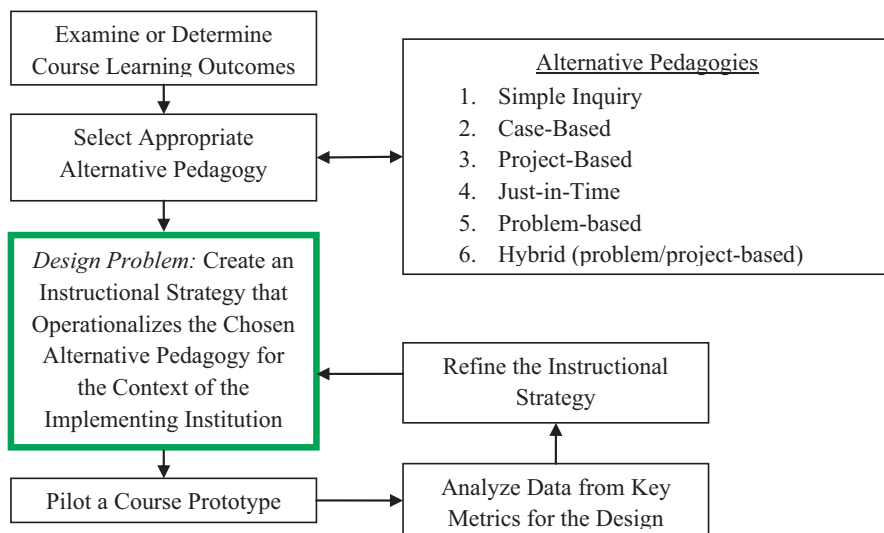 Examine or Determine
Course Learning Outcomes
Select Appropriate
Alternative Pedagogy
Alternative Pedagogies
1. Simple Inquiry
2. Case-Based
3. Project-Based
4. Just-in-Time
5. Problem-based
6. Hybrid (problem/project-based)
Design Problem: Create an
Instructional Strategy that
Operationalizes the Chosen
Alternative Pedagogy for
the Context of the
Implementing Institution
Refine the Instructional
Strategy
Pilot a Course Prototype
Analyze Data from Key
Metrics for the Design